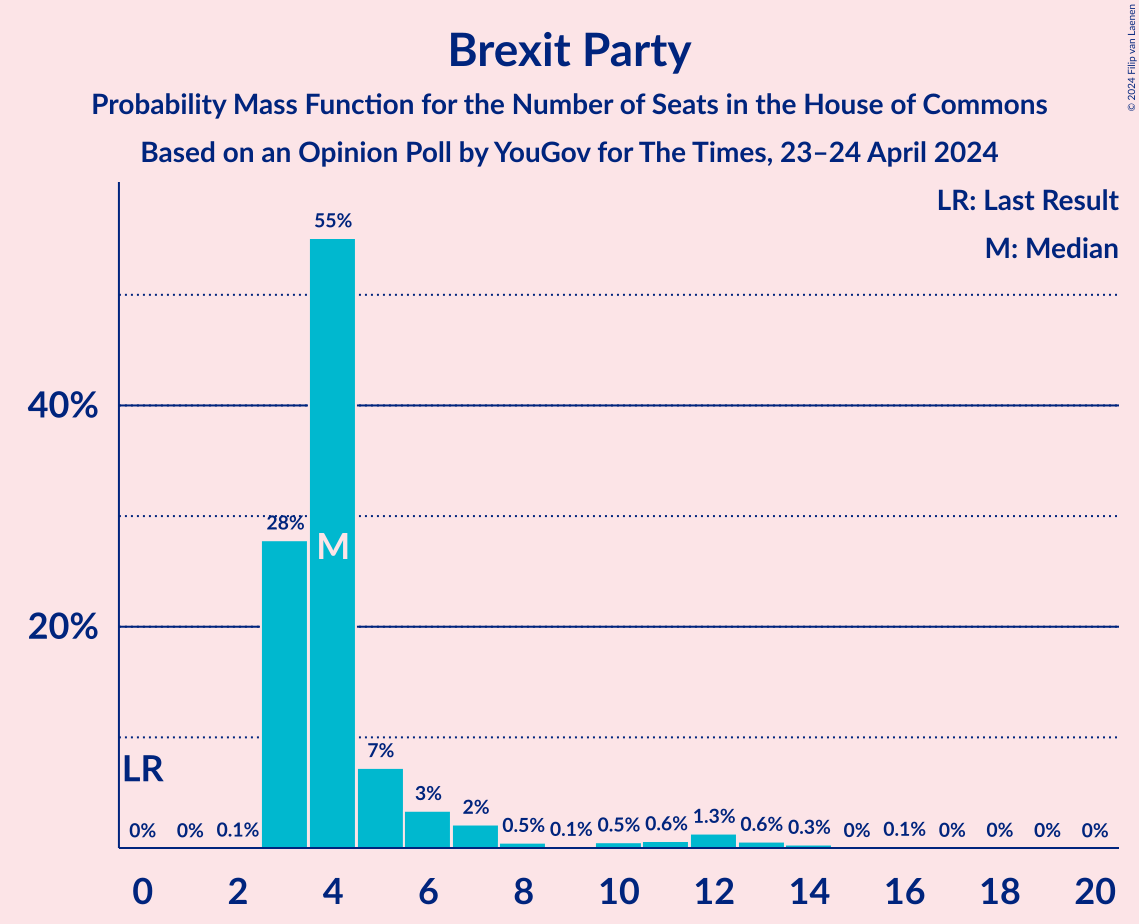 Brexit Party
Probability Mass Function for the Number of Seats in the House of Commons
Based on an Opinion Poll by YouGov for The Times, 23–24 April 2024
© 2024 Filip van Laenen
LR: Last Result
M: Median
55%
40%
28%
M
20%
LR
7%
3%
2%
0% 0% 0.1% 0.5% 0.1% 0.5% 0.6% 1.3% 0.6% 0.3% 0% 0.1% 0% 0% 0% 0%
0 2 4 6 8 10 12 14 16 18 20